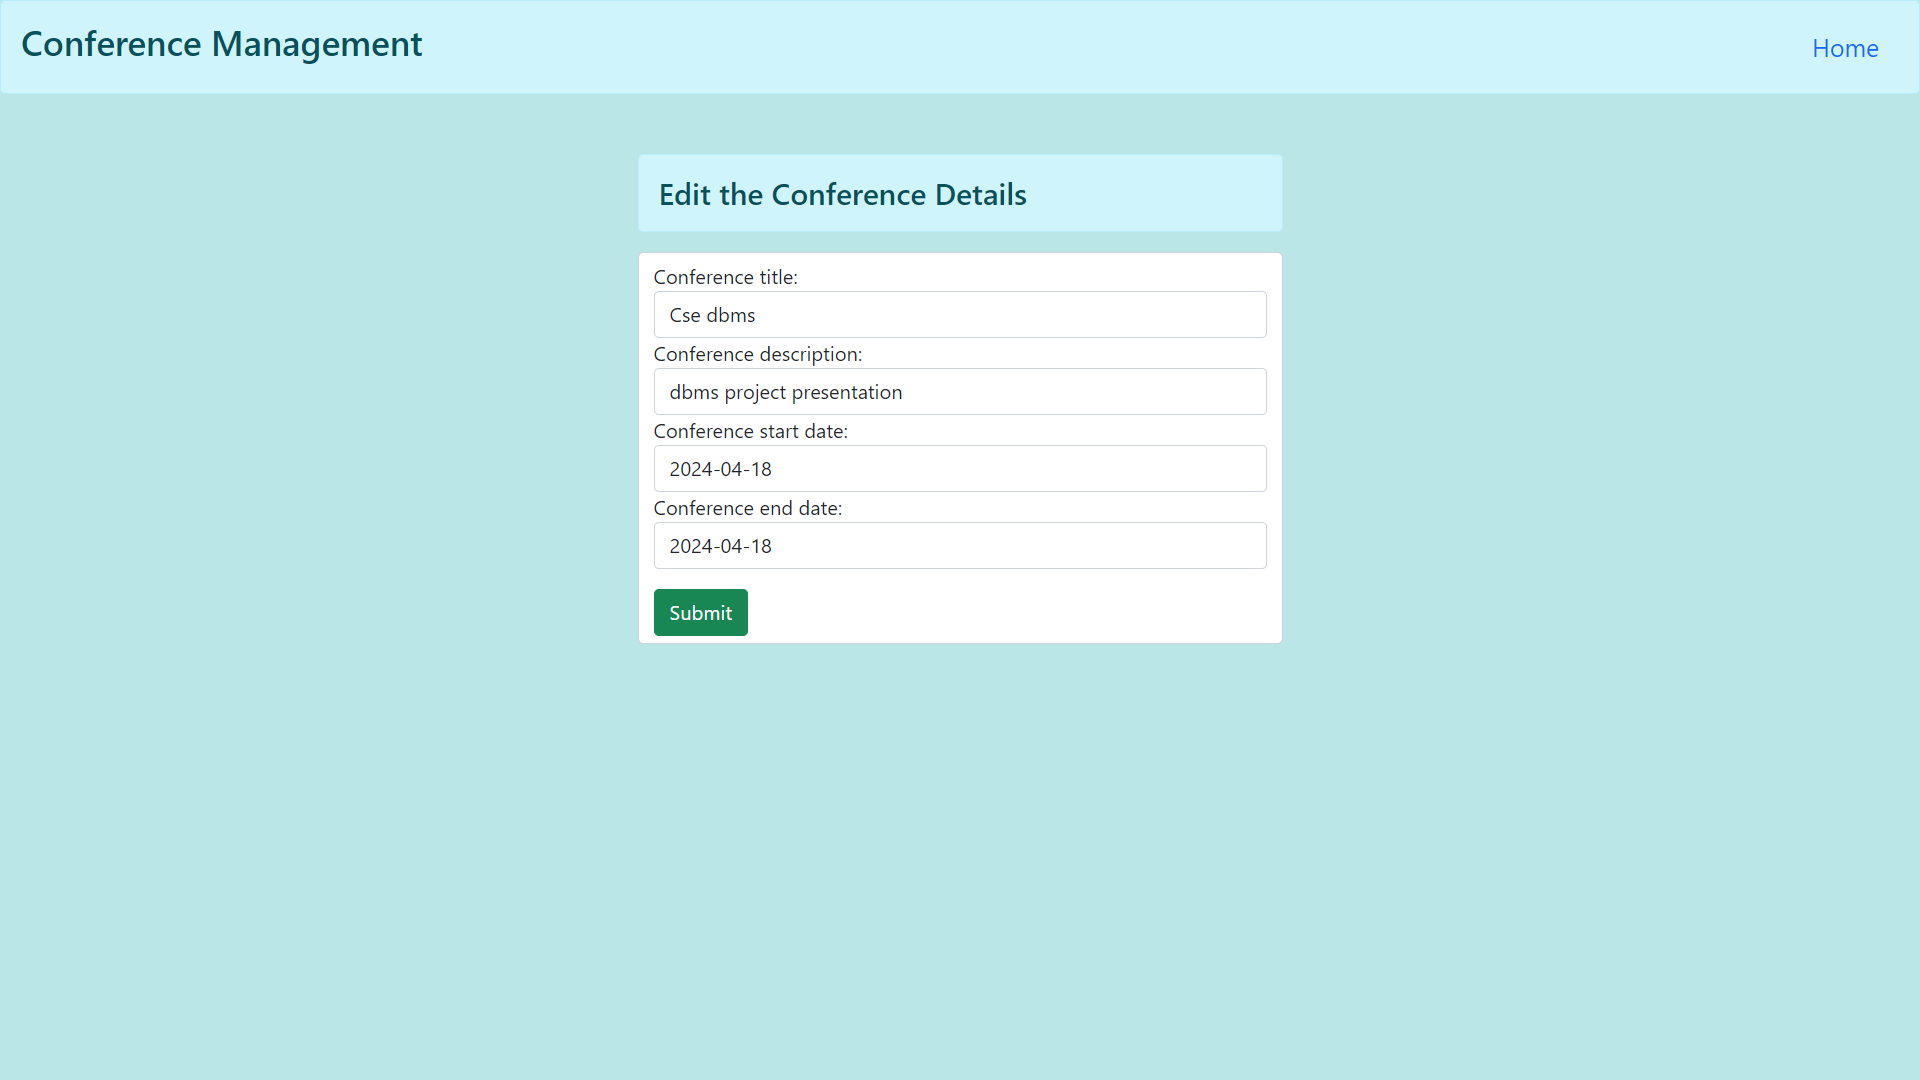 Conference Management
Home
Edit the Conference Details
Conference title:
Cse dbms
Conference description:
dbms project presentation
Conference start date:
2024-04-18
Conference end date:
2024-04-18
Submit